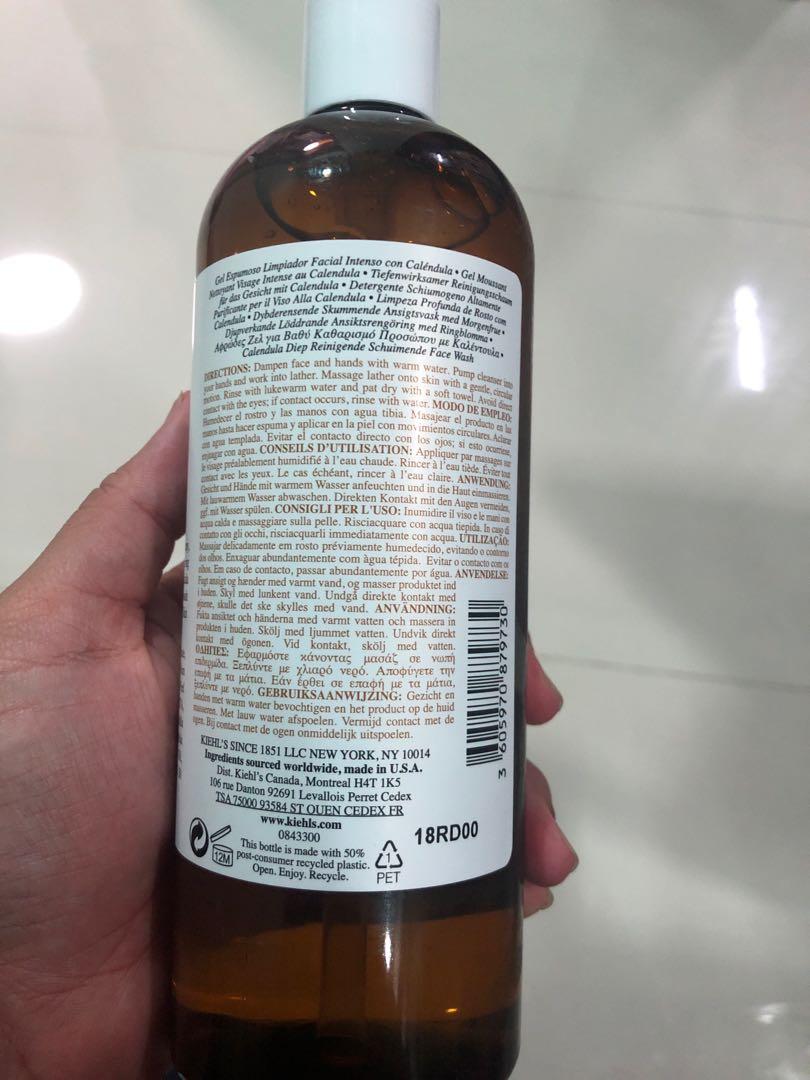 Gel Espumoso Limpiador Facial Intenso con Caléndula • Gel Moussant
Nettoyant Visage Intense au Calendula • Tiefenwirksamer Reinigungsschaum
für das Gesicht mit Calendula • Detergente Schiumogeno Altamente
Purificante per il Viso Alla Calendula • Limpeza Profunda de Rosto com
Calendula • Dybderensende Skummende Ansigtsvask med Morgenfrue •
Djupverkande Löddrande Ansiktsrengöring med Ringblomma •
Αφρώδες Ζελ για Βαθύ Καθαρισμό Προσώπου με Καλέντουλα •
Calendula Diep Reinigende Schuimende Face Wash
DIRECTIONS: Dampen face and hands with warm water. Pump cleanser into
your hands and work into lather. Massage lather onto skin with a gentle, circular
motion. Rinse with lukewarm water and pat dry with a soft towel. Avoid direct
contact with the eyes; if contact occurs, rinse with water. MODO DE EMPLEO:
Humedecer el rostro y las manos con agua tibia. Masajear el producto en las
manos hasta hacer espuma y aplicar en la piel con movimientos circulares. Aclarar
con agua templada. Evitar el contacto directo con los ojos; si esto ocurriere,
enjuagar con agua. CONSEILS D'UTILISATION: Appliquer par massages sur
le visage préalablement humidifié à l'eau chaude. Rincer à l'eau tiède. Éviter tout
contact avec les yeux. Le cas échéant, rincer à l'eau claire. ANWENDUNG:
Gesicht und Hände mit warmem Wasser anfeuchten und in die Haut einmassieren.
Mit lauwarmem Wasser abwaschen. Direkten Kontakt mit den Augen vermeiden,
ggf. mit Wasser spülen. CONSIGLI PER L'USO: Inumidire il viso e le mani con
acqua calda e massaggiare sulla pelle. Risciacquare con acqua tiepida. In caso di
contatto con gli occhi, risciacquarli immediatamente con acqua. UTILIZAÇÃO:
Massajar delicadamente em rosto préviamente humedecido, evitando o contorno
dos olhos. Enxaguar abundantemente com àgua tépida. Evitar o contacto com os
olhos. Em caso de contacto, passar abundantemente por água. ANVENDELSE:
Fugt ansigt og hænder med varmt vand, og masser produktet ind
i huden. Skyl med lunkent vand. Undgå direkte kontakt med
øjnene, skulle det ske skylles med vand. ANVÄNDNING:
Fukta ansiktet och händerna med varmt vatten och massera in
produkten i huden. Skölj med ljummet vatten. Undvik direkt
kontakt med ögonen. Vid kontakt, skölj med vatten.
ΟΔΗΓΙΕΣ: Εφαρμόστε κάνοντας μασάζ σε νωπή
επιδερμίδα. Ξεπλύντε με χλιαρό νερό. Αποφύγετε την
επαφή με τα μάτια. Εάν έρθει σε επαφή με τα μάτια,
ξεπλύντε με νερό. GEBRUIKSAANWIJZING: Gezicht en
handen met warm water bevochtigen en het product op de huid
masseren. Met lauw water afspoelen. Vermijd contact met de
ogen. Bij contact met de ogen onmiddelijk uitspoelen.
KIEHL'S SINCE 1851 LLC NEW YORK, NY 10014
Ingredients sourced worldwide, made in U.S.A.
Dist. Kiehl's Canada, Montreal H4T 1K5
106 rue Danton 92691 Levallois Perret Cedex
TSA 75000 93584 ST OUEN CEDEX FR
www.kiehls.com
0843300
This bottle is made with 50%
post-consumer recycled plastic.
Open. Enjoy. Recycle.
12M
1
PET
18RD00
3 605970 879730